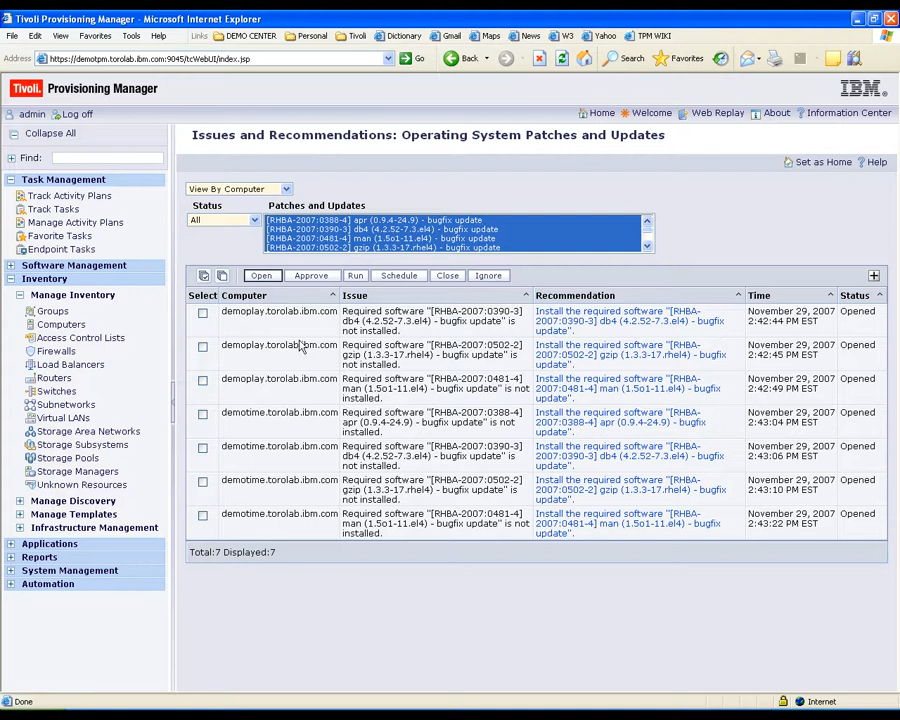 Tivoli Provisioning Manager - Microsoft Internet Explorer
File Edit View Favorites Tools Help Links DEMO CENTER Personal Tivoli Dictionary Gmail Maps News W3 Yahoo TPM WIKI
Address https://demotpm.torolab.ibm.com:9045/tcWebUI/index.jsp Go Back Search Favorites
Tivoli. Provisioning Manager IBM
admin Log off Home Welcome Web Replay About Information Center
Collapse All
Issues and Recommendations: Operating System Patches and Updates
Find:
Set as Home ? Help
Task Management
Track Activity Plans
Track Tasks
Manage Activity Plans
Favorite Tasks
Endpoint Tasks
Software Management
Inventory
Manage Inventory
Groups
Computers
Access Control Lists
Firewalls
Load Balancers
Routers
Switches
Subnetworks
Virtual LANs
Storage Area Networks
Storage Subsystems
Storage Pools
Storage Managers
Unknown Resources
Manage Discovery
Manage Templates
Infrastructure Management
Applications
Reports
System Management
Automation
View By Computer
Status Patches and Updates
All
[RHBA-2007:0388-4] apr (0.9.4-24.9) - bugfix update
[RHBA-2007:0390-3] db4 (4.2.52-7.3.el4) - bugfix update
[RHBA-2007:0481-4] man (1.5o1-11.el4) - bugfix update
[RHBA-2007:0502-2] gzip (1.3.3-17.rhel4) - bugfix update
Open Approve Run Schedule Close Ignore
Select Computer Issue Recommendation Time Status
demoplay.torolab.ibm.com Required software "[RHBA-2007:0390-3] Install the required software "[RHBA- November 29, 2007 Opened
db4 (4.2.52-7.3.el4) - bugfix update" is 2007:0390-3] db4 (4.2.52-7.3.el4) - bugfix 2:42:44 PM EST
not installed. update".
demoplay.torolab.ibm.com Required software "[RHBA-2007:0502-2] Install the required software "[RHBA- November 29, 2007 Opened
gzip (1.3.3-17.rhel4) - bugfix update" is 2007:0502-2] gzip (1.3.3-17.rhel4) - bugfix 2:42:45 PM EST
not installed. update".
demoplay.torolab.ibm.com Required software "[RHBA-2007:0481-4] Install the required software "[RHBA- November 29, 2007 Opened
man (1.5o1-11.el4) - bugfix update" is not 2007:0481-4] man (1.5o1-11.el4) - bugfix 2:42:49 PM EST
installed. update".
demotime.torolab.ibm.com Required software "[RHBA-2007:0388-4] Install the required software "[RHBA- November 29, 2007 Opened
apr (0.9.4-24.9) - bugfix update" is not 2007:0388-4] apr (0.9.4-24.9) - bugfix 2:43:04 PM EST
installed. update".
demotime.torolab.ibm.com Required software "[RHBA-2007:0390-3] Install the required software "[RHBA- November 29, 2007 Opened
db4 (4.2.52-7.3.el4) - bugfix update" is 2007:0390-3] db4 (4.2.52-7.3.el4) - bugfix 2:43:06 PM EST
not installed. update".
demotime.torolab.ibm.com Required software "[RHBA-2007:0502-2] Install the required software "[RHBA- November 29, 2007 Opened
gzip (1.3.3-17.rhel4) - bugfix update" is 2007:0502-2] gzip (1.3.3-17.rhel4) - bugfix 2:43:10 PM EST
not installed. update".
demotime.torolab.ibm.com Required software "[RHBA-2007:0481-4] Install the required software "[RHBA- November 29, 2007 Opened
man (1.5o1-11.el4) - bugfix update" is not 2007:0481-4] man (1.5o1-11.el4) - bugfix 2:43:22 PM EST
installed. update".
Total:7 Displayed:7
Done Internet